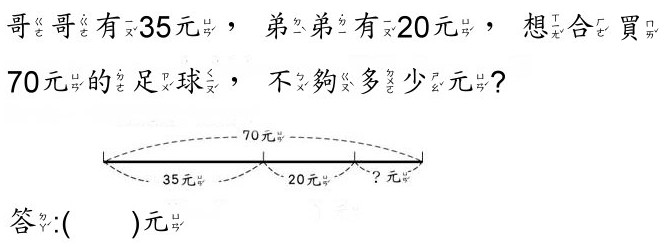 哥哥有35元，弟弟有20元，想合買
70元的足球，不夠多少元?
70元
35元 20元 ?元
答:( )元